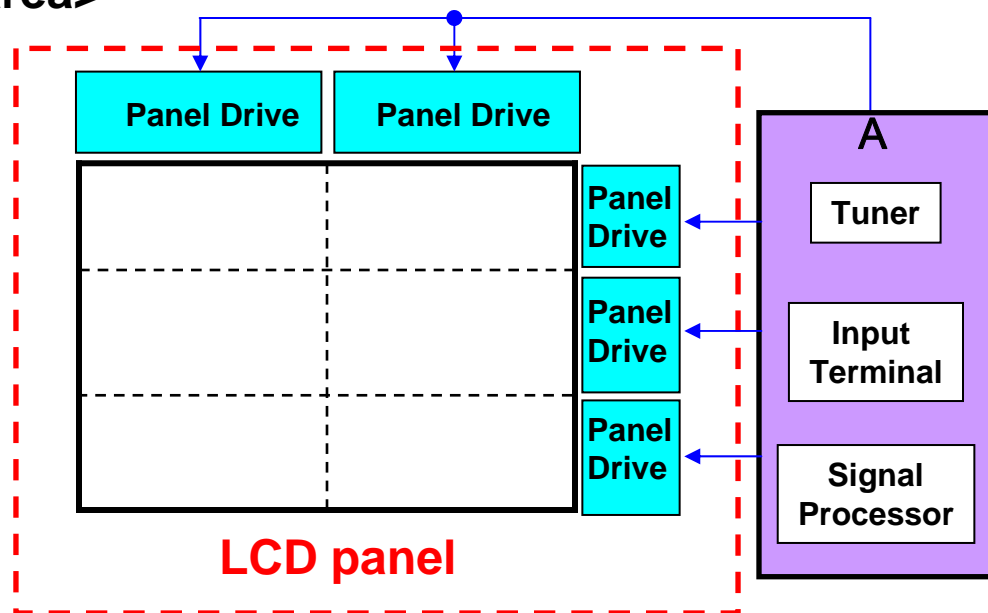 Panel Drive
Panel Drive
A
Panel
Drive
Tuner
Panel
Drive
Input
Terminal
Panel
Drive
Signal
Processor
LCD panel